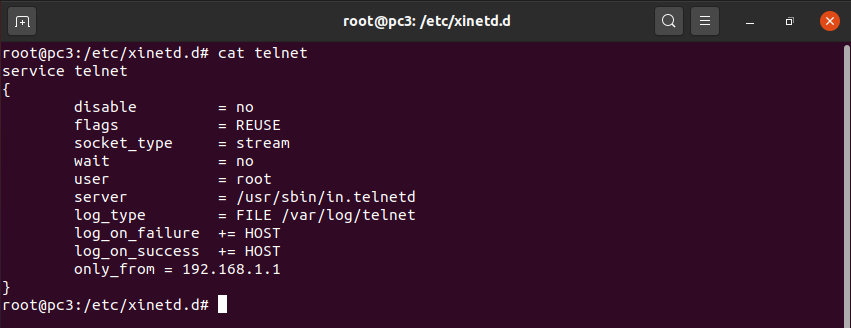 root@pc3: /etc/xinetd.d
root@pc3:/etc/xinetd.d# cat telnet
service telnet
{
        disable         = no
        flags           = REUSE
        socket_type     = stream
        wait            = no
        user            = root
        server          = /usr/sbin/in.telnetd
        log_type        = FILE /var/log/telnet
        log_on_failure  += HOST
        log_on_success  += HOST
        only_from = 192.168.1.1
}
root@pc3:/etc/xinetd.d#